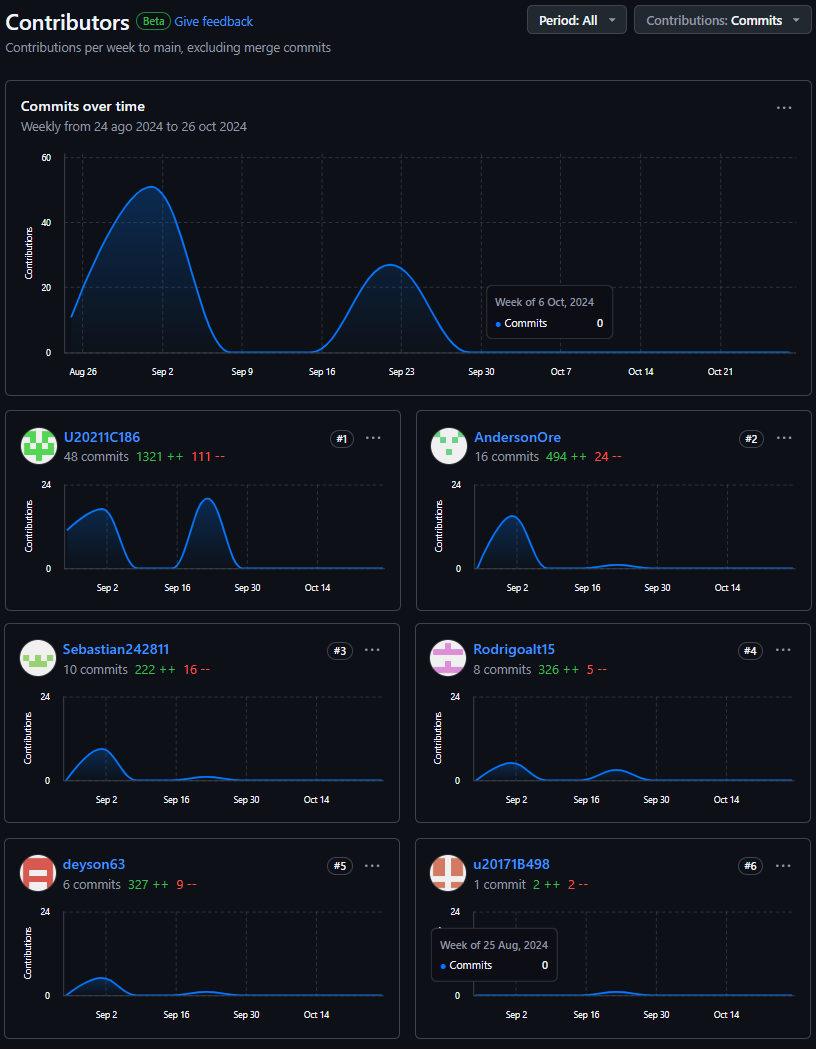 Contributors Beta Give feedback
Period: All
Contributions: Commits
Contributions per week to main, excluding merge commits
Commits over time
Weekly from 24 ago 2024 to 26 oct 2024
60
40
20
0
Contributions
Week of 6 Oct, 2024
Commits 0
Aug 26 Sep 2 Sep 9 Sep 16 Sep 23 Sep 30 Oct 7 Oct 14 Oct 21
U20211C186 #1
48 commits 1321 ++ 111 --
24
Contributions
0
Sep 2 Sep 16 Sep 30 Oct 14
AndersonOre #2
16 commits 494 ++ 24 --
24
Contributions
0
Sep 2 Sep 16 Sep 30 Oct 14
Sebastian242811 #3
10 commits 222 ++ 16 --
24
Contributions
0
Sep 2 Sep 16 Sep 30 Oct 14
Rodrigoalt15 #4
8 commits 326 ++ 5 --
24
Contributions
0
Sep 2 Sep 16 Sep 30 Oct 14
deyson63 #5
6 commits 327 ++ 9 --
24
Contributions
0
Sep 2 Sep 16 Sep 30 Oct 14
u20171B498 #6
1 commit 2 ++ 2 --
24
Week of 25 Aug, 2024
Commits 0
0
Sep 2 Sep 16 Sep 30 Oct 14